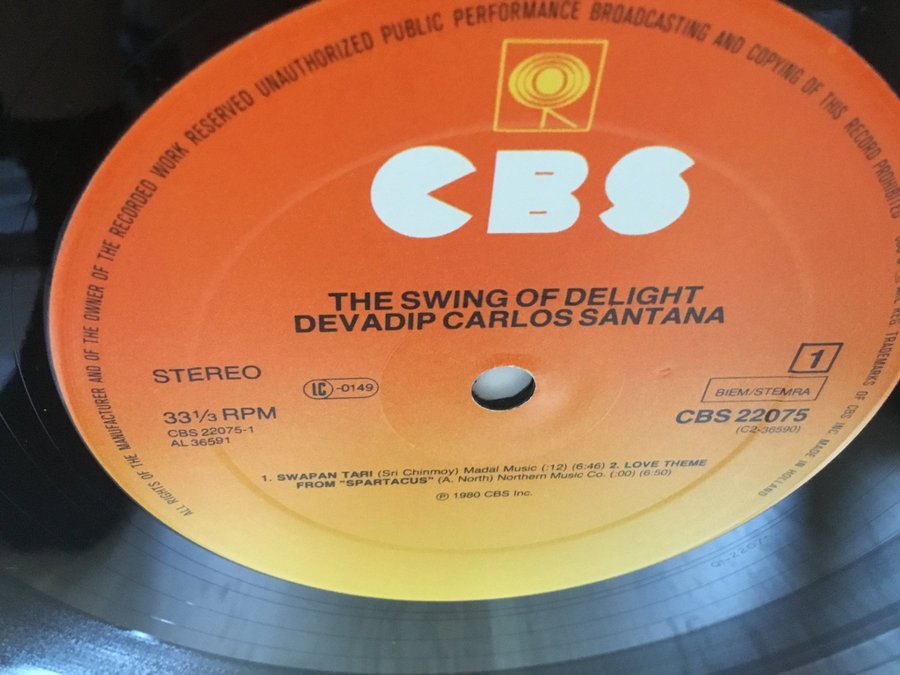 ALL RIGHTS OF THE MANUFACTURER AND OF THE OWNER OF THE RECORDED WORK RESERVED UNAUTHORIZED PUBLIC PERFORMANCE BROADCASTING AND COPYING OF THIS RECORD PROHIBITED
TRADEMARKS OF CBS INC. MADE IN HOLLAND
CBS
THE SWING OF DELIGHT
DEVADIP CARLOS SANTANA
STEREO
LC-0149
1
33⅓ RPM
BIEM/STEMRA
CBS 22075-1
CBS 22075
AL 36591
(C2-36590)
1. SWAPAN TARI (Sri Chinmoy) Madal Music (:12) (6:46) 2. LOVE THEME
FROM "SPARTACUS" (A. North) Northern Music Co. (:00) (6:50)
℗ 1980 CBS Inc.